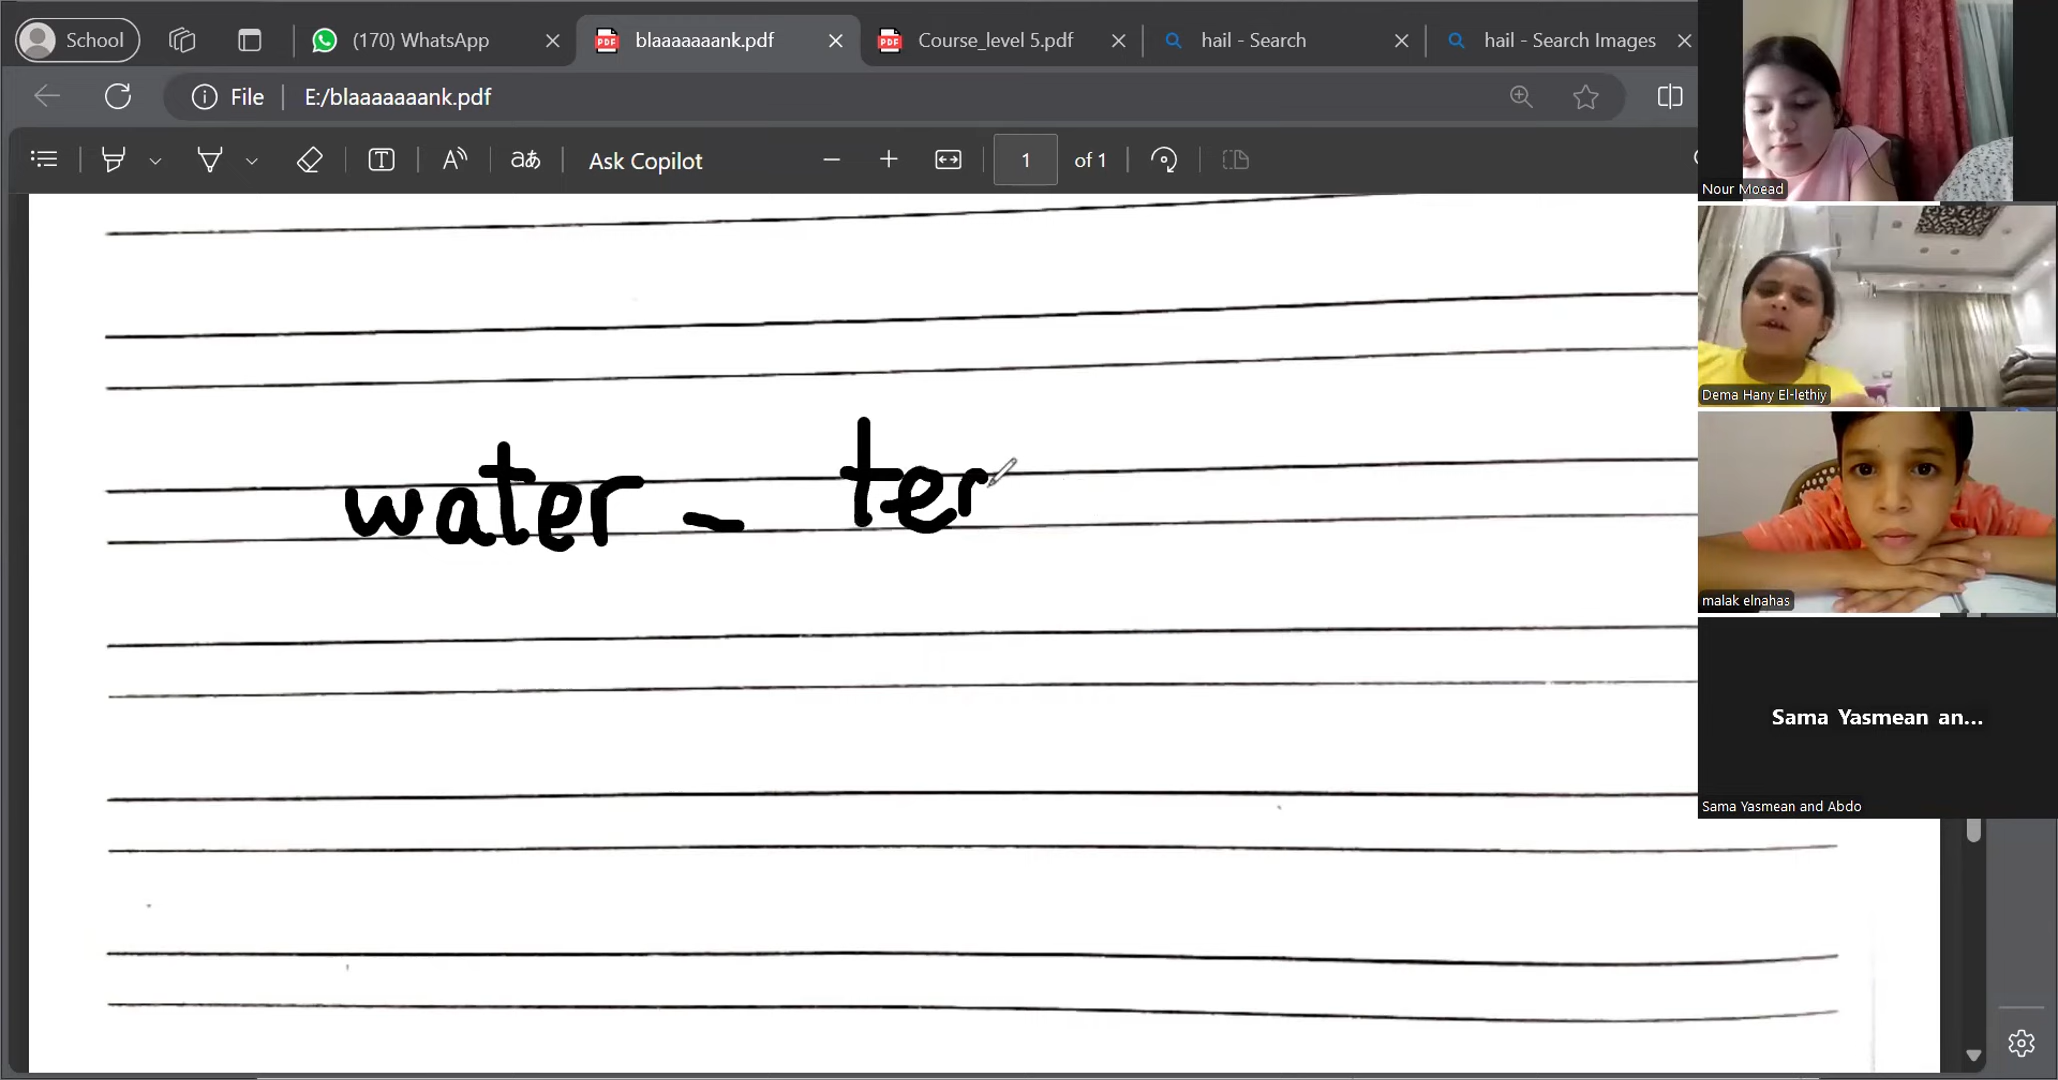 School
(170) WhatsApp
blaaaaaaank.pdf
Course_level 5.pdf
hail - Search
hail - Search Images
File
E:/blaaaaaaank.pdf
aあ
Ask Copilot
1 of 1
Nour Moead
Dema Hany El-lethiy
water - ter
malak elnahas
Sama Yasmean an...
Sama Yasmean and Abdo